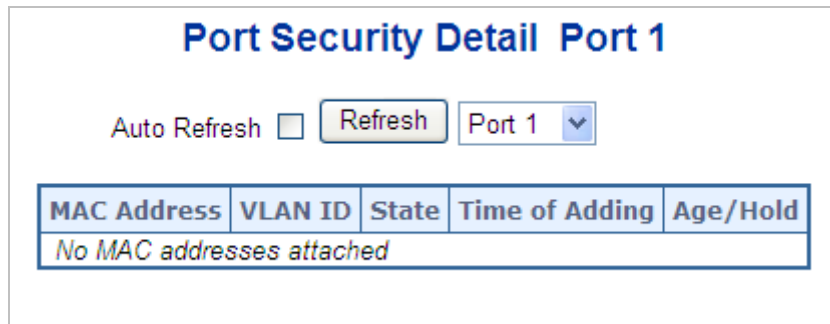 Port Security Detail Port 1
Auto Refresh Refresh Port 1
MAC Address VLAN ID State Time of Adding Age/Hold
No MAC addresses attached